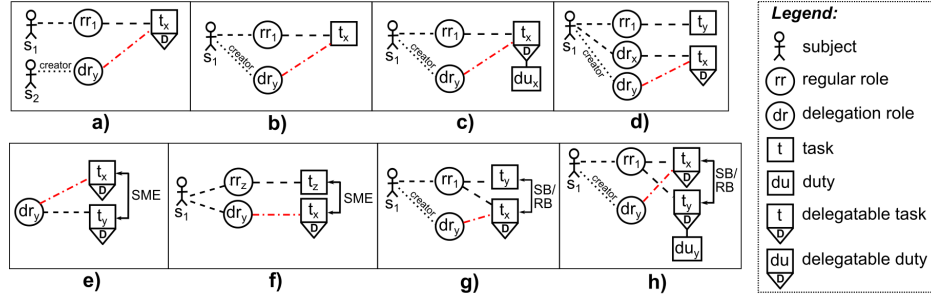 s1 rr1 tx D
s2 creator dry
a)
s1 rr1 tx
creator dry
b)
s1 rr1 tx D
creator dry dux
c)
s1 rr1 ty
drx tx D
creator dry
d)
tx D
dry ty D
SME
e)
s1 rrz tz
dry tx D
SME
f)
s1 rr1 ty
creator dry tx D
SB/
RB
g)
s1 rr1 tx D
creator dry ty D
duy
SB/
RB
h)
Legend:
subject
rr regular role
dr delegation role
t task
du duty
t D delegatable task
du D delegatable duty